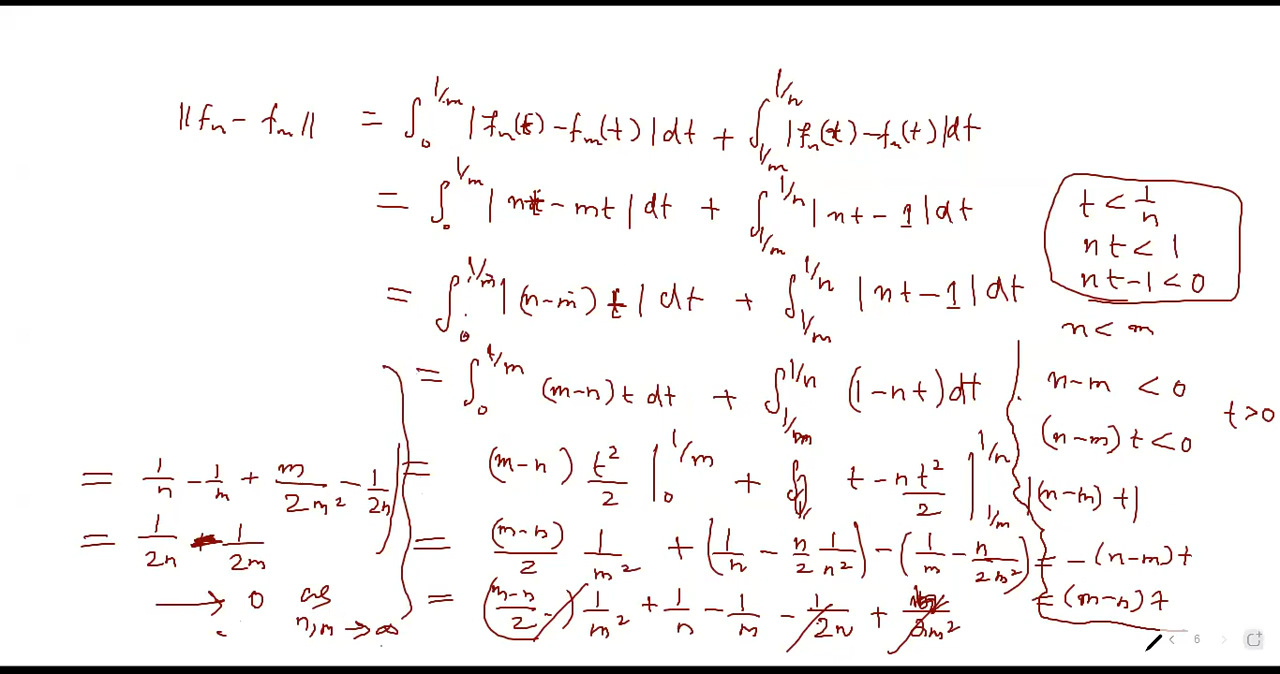 ||fn − fm|| = ∫₀^{1/m} |fn(t) − fm(t)| dt + ∫_{1/m}^{1/n} |fn(t) − fn(t)| dt
= ∫₀^{1/m} |nt − mt| dt + ∫_{1/m}^{1/n} |nt − 1| dt
= ∫₀^{1/m} |(n−m) t| dt + ∫_{1/m}^{1/n} |nt − 1| dt
= ∫₀^{1/m} (m−n) t dt + ∫_{1/m}^{1/n} (1 − nt) dt
= (m−n) t²/2 |₀^{1/m} + t − n t²/2 |_{1/m}^{1/n}
= (m−n)/2 1/m² + (1/n − n/2 1/n²) − (1/m − n/2m²)
= ((m−n)/2) 1/m² + 1/n − 1/m − 1/2n +
= 1/n − 1/m + m/2m² − 1/2n
= 1/2n − 1/2m
→ 0 as
n,m → ∞
t < 1/n
nt < 1
nt − 1 < 0
n < m
n−m < 0
t > 0
(n−m) t < 0
|(n−m) t|
= −(n−m) t
= (m−n) t
6